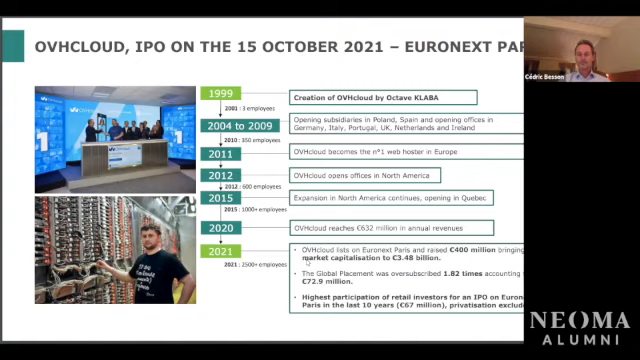 OVHCLOUD, IPO ON THE 15 OCTOBER 2021 – EURONEXT PAR
Cédric Besson
1999
Creation of OVHcloud by Octave KLABA
2001: 3 employees
2004 to 2009
Opening subsidiaries in Poland, Spain and opening offices in
Germany, Italy, Portugal, UK, Netherlands and Ireland
2010: 350 employees
2011
OVHcloud becomes the n°1 web hoster in Europe
2012
OVHcloud opens offices in North America
2012: 600 employees
2015
Expansion in North America continues, opening in Quebec
2015: 1000+ employees
2020
OVHcloud reaches €632 million in annual revenues
2021
2021: 2500+ employees
• OVHCloud lists on Euronext Paris and raised €400 million bringing
market capitalisation to €3.48 billion.
• The Global Placement was oversubscribed 1.82 times accounting
€72.9 million.
• Highest participation of retail investors for an IPO on Euron
Paris in the last 10 years (€67 million), privatisation exclud
NEOMA
ALUMNI